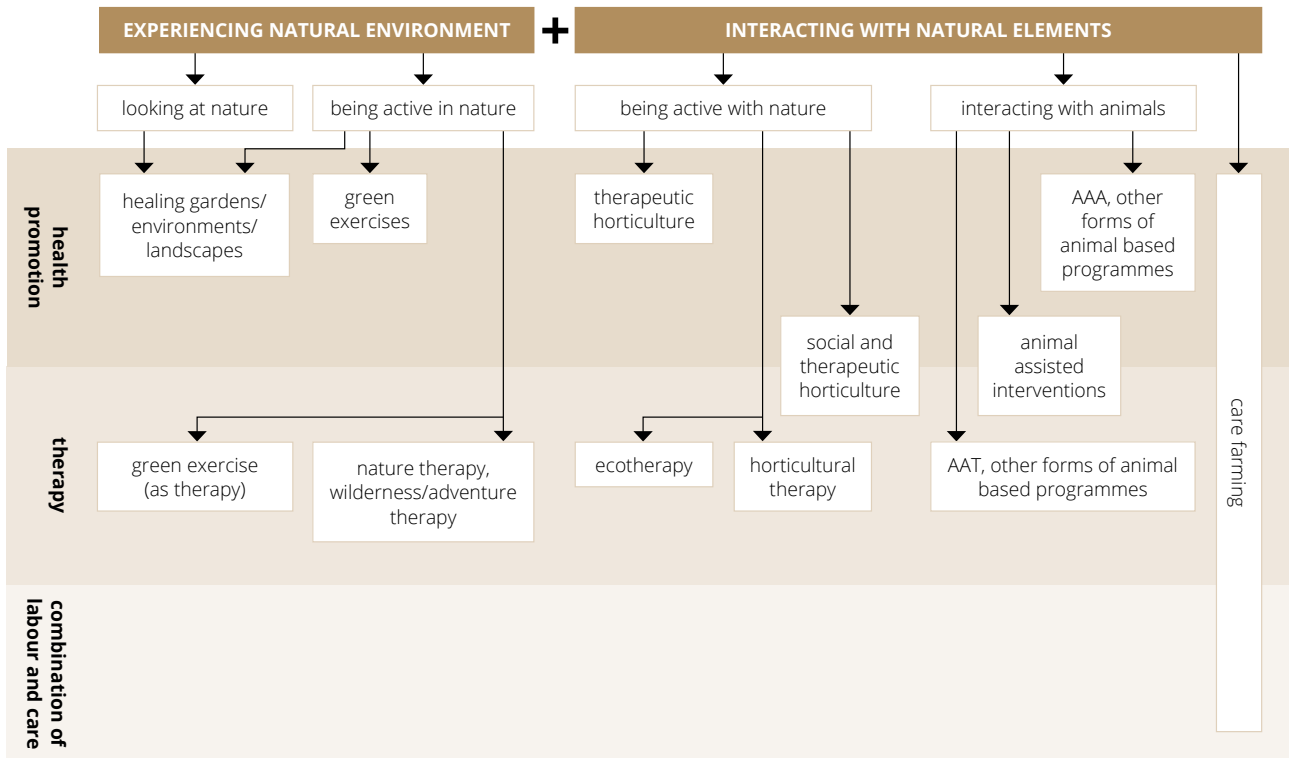 EXPERIENCING NATURAL ENVIRONMENT
+
INTERACTING WITH NATURAL ELEMENTS
looking at nature
being active in nature
being active with nature
interacting with animals
health
promotion
healing gardens/
environments/
landscapes
green
exercises
therapeutic
horticulture
AAA, other
forms of
animal based
programmes
social and
therapeutic
horticulture
animal
assisted
interventions
care farming
therapy
green exercise
(as therapy)
nature therapy,
wilderness/adventure
therapy
ecotherapy
horticultural
therapy
AAT, other forms of animal
based programmes
combination of
labour and care